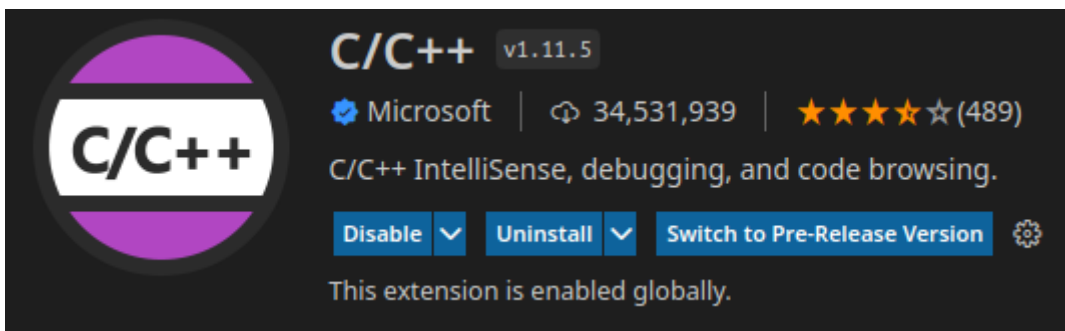 C/C++
C/C++ v1.11.5
Microsoft 34,531,939 (489)
C/C++ IntelliSense, debugging, and code browsing.
Disable Uninstall Switch to Pre-Release Version
This extension is enabled globally.